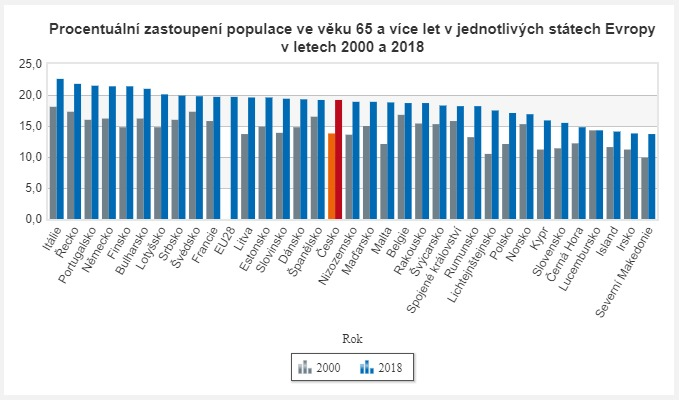 Procentuální zastoupení populace ve věku 65 a více let v jednotlivých státech Evropy
v letech 2000 a 2018
25,0
20,0
15,0
10,0
5,0
0,0
Itálie
Řecko
Portugalsko
Německo
Finsko
Bulharsko
Lotyšsko
Srbsko
Švédsko
Francie
EU28
Litva
Estonsko
Slovinsko
Dánsko
Španělsko
Česko
Nizozemsko
Maďarsko
Malta
Belgie
Rakousko
Švýcarsko
Spojené království
Rumunsko
Lichtejnštejnsko
Polsko
Norsko
Kypr
Slovensko
Černá Hora
Lucembursko
Island
Irsko
Severní Makedonie
Rok
2000
2018